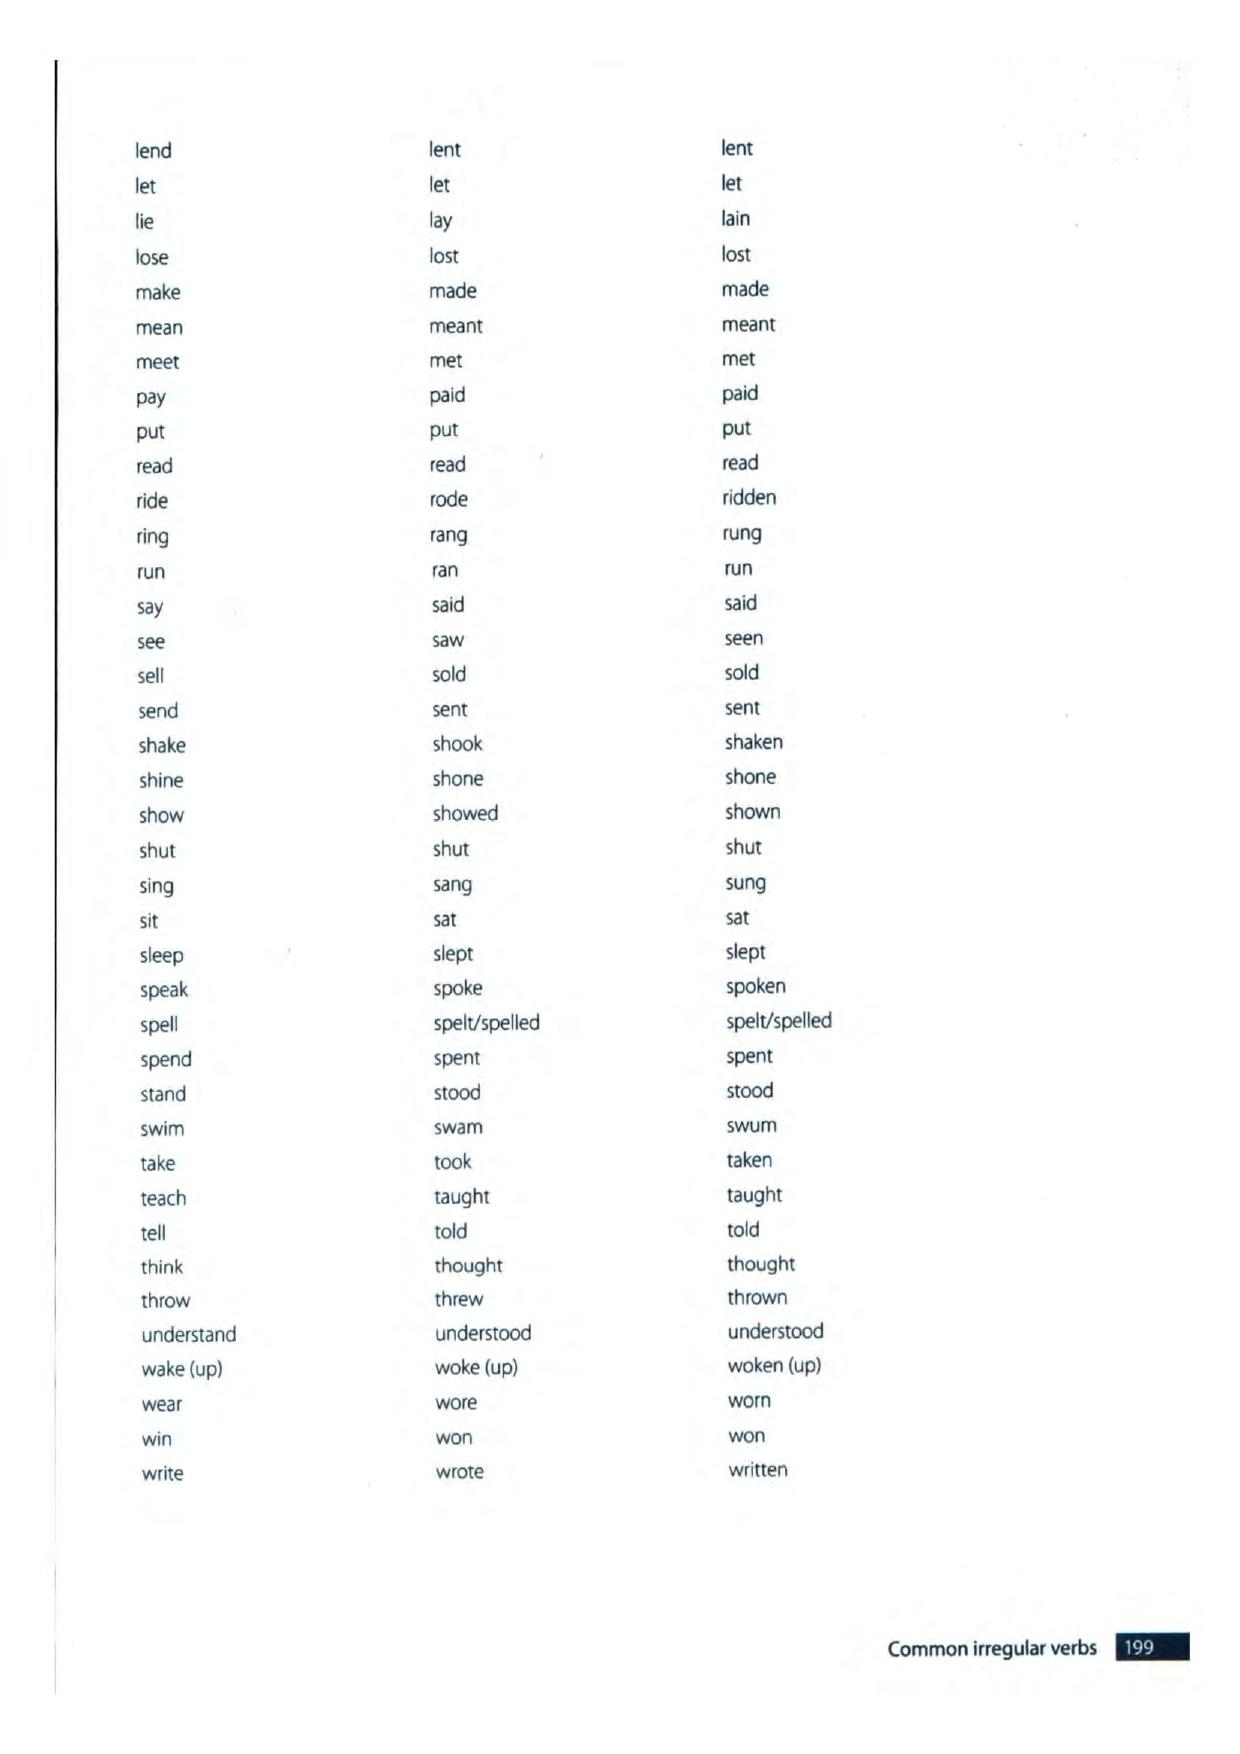 lend lent lent
let let let
lie lay lain
lose lost lost
make made made
mean meant meant
meet met met
pay paid paid
put put put
read read read
ride rode ridden
ring rang rung
run ran run
say said said
see saw seen
sell sold sold
send sent sent
shake shook shaken
shine shone shone
show showed shown
shut shut shut
sing sang sung
sit sat sat
sleep slept slept
speak spoke spoken
spell spelt/spelled spelt/spelled
spend spent spent
stand stood stood
swim swam swum
take took taken
teach taught taught
tell told told
think thought thought
throw threw thrown
understand understood understood
wake (up) woke (up) woken (up)
wear wore worn
win won won
write wrote written
Common irregular verbs 199